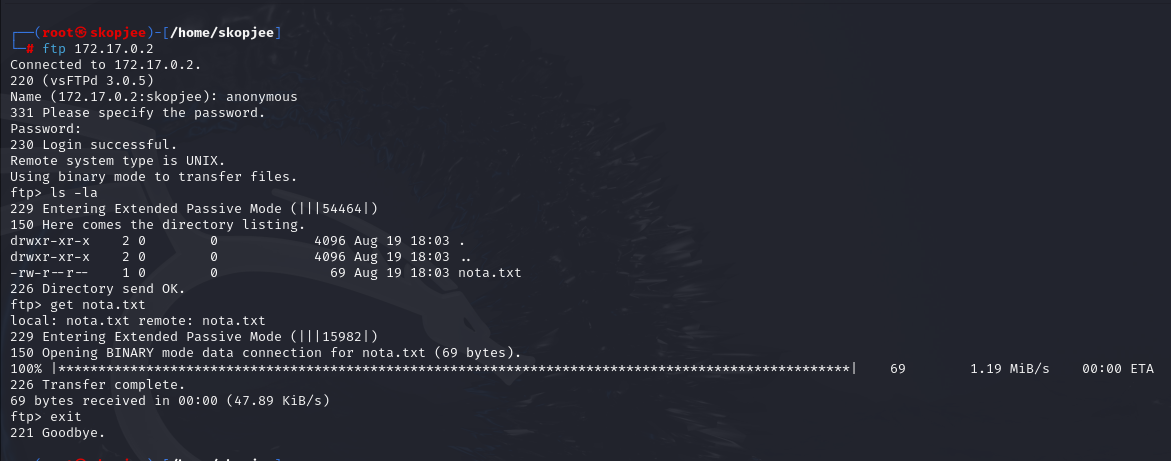 ┌──(root㉿skopjee)-[/home/skopjee]
└─# ftp 172.17.0.2
Connected to 172.17.0.2.
220 (vsFTPd 3.0.5)
Name (172.17.0.2:skopjee): anonymous
331 Please specify the password.
Password:
230 Login successful.
Remote system type is UNIX.
Using binary mode to transfer files.
ftp> ls -la
229 Entering Extended Passive Mode (|||54464|)
150 Here comes the directory listing.
drwxr-xr-x    2 0        0            4096 Aug 19 18:03 .
drwxr-xr-x    2 0        0            4096 Aug 19 18:03 ..
-rw-r--r--    1 0        0              69 Aug 19 18:03 nota.txt
226 Directory send OK.
ftp> get nota.txt
local: nota.txt remote: nota.txt
229 Entering Extended Passive Mode (|||15982|)
150 Opening BINARY mode data connection for nota.txt (69 bytes).
100% |***************************************************************************************************|    69        1.19 MiB/s    00:00 ETA
226 Transfer complete.
69 bytes received in 00:00 (47.89 KiB/s)
ftp> exit
221 Goodbye.